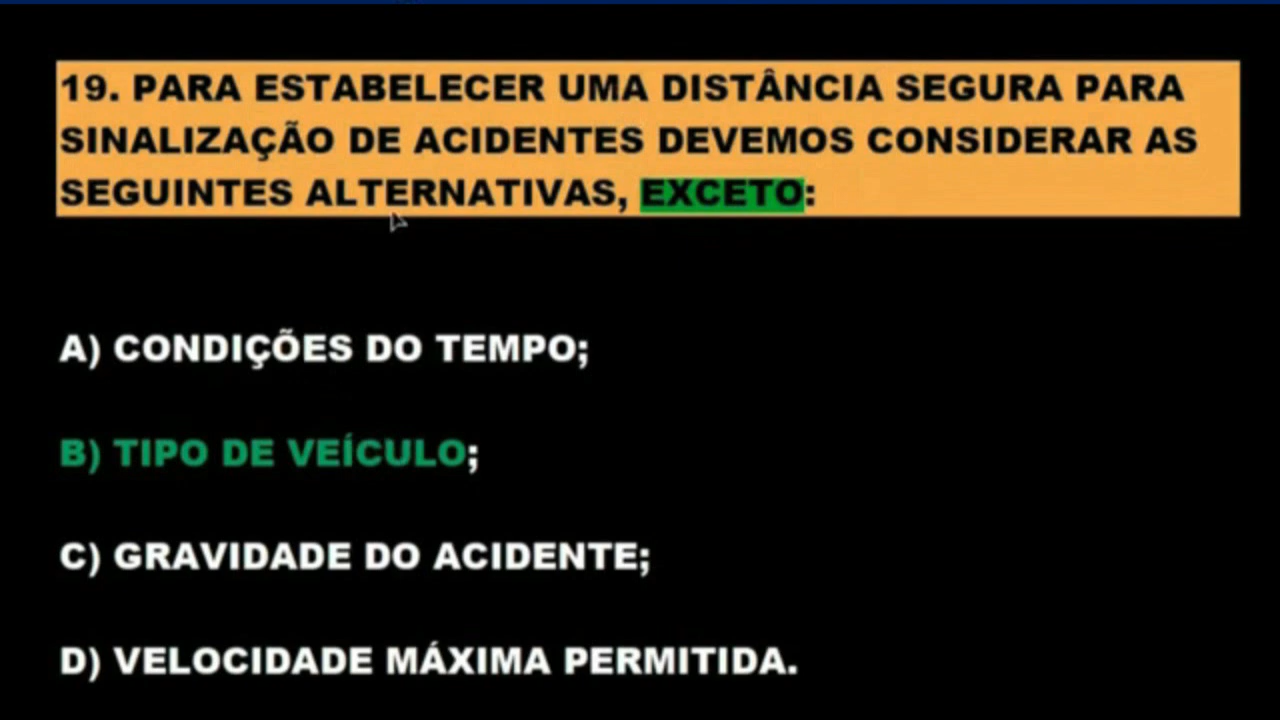 19. PARA ESTABELECER UMA DISTÂNCIA SEGURA PARA
SINALIZAÇÃO DE ACIDENTES DEVEMOS CONSIDERAR AS
SEGUINTES ALTERNATIVAS, EXCETO:
A) CONDIÇÕES DO TEMPO;
B) TIPO DE VEÍCULO;
C) GRAVIDADE DO ACIDENTE;
D) VELOCIDADE MÁXIMA PERMITIDA.